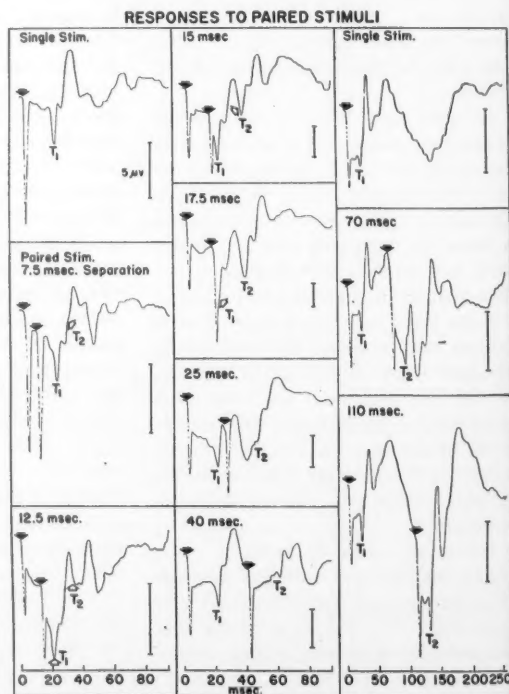 RESPONSES TO PAIRED STIMULI
Single Stim.
T1
5 μv
Paired Stim.
7.5 msec. Separation
T1
12.5 msec.
T2
T1
0 20 40 60 80
15 msec
T2
T1
17.5 msec
T2
T1
25 msec.
T1
T2
40 msec.
T1
T2
0 20 40 60 80
msec.
Single Stim.
T1
70 msec
T1
T2
110 msec.
T1
T2
0 50 100 200 250